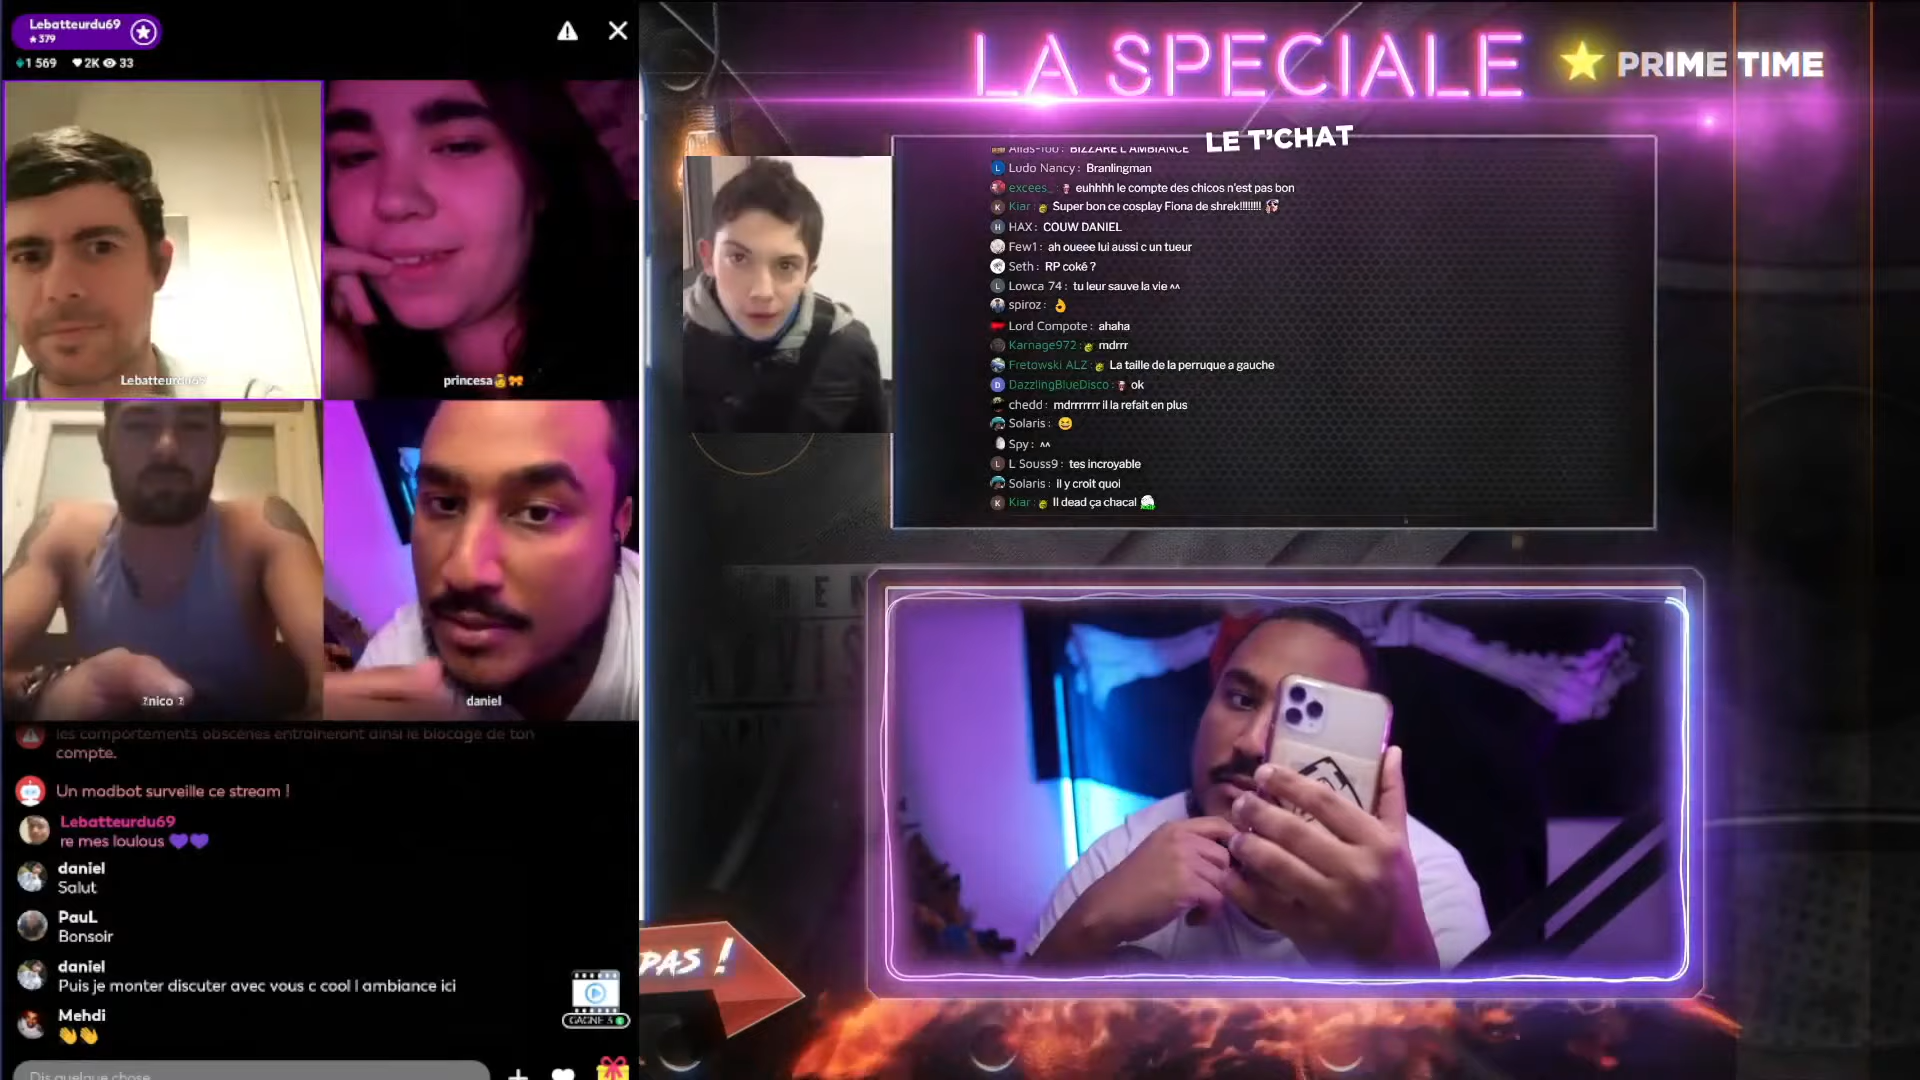 Lebatteurdu69
★379
1 569 2K 33
Lebatteurdu69
princesa
nico
daniel
les comportements obscènes entraîneront ainsi le blocage de ton
compte.
Un modbot surveille ce stream !
Lebatteurdu69
re mes loulous 💜💜
daniel
Salut
PauL
Bonsoir
daniel
Puis je monter discuter avec vous c cool l ambiance ici
Mehdi
👏👏
GAGNE
Dis quelque chose
LA SPECIALE
PRIME TIME
LE T'CHAT
BIZZARE L'AMBIANCE
Ludo Nancy : Branlingman
excees_ : euhhhh le compte des chicos n'est pas bon
Kiar : Super bon ce cosplay Fiona de shrek!!!!!!!!
HAX : COUW DANIEL
Few1 : ah oueee lui aussi c un tueur
Seth : RP coké ?
Lowca 74 : tu leur sauve la vie ^^
spiroz : 👌
Lord Compote : ahaha
Karnage972 : mdrrr
Fretowski ALZ : La taille de la perruque a gauche
DazzlingBlueDisco : ok
chedd : mdrrrrrrr il la refait en plus
Solaris : 😆
Spy : ^^
L Souss9 : tes incroyable
Solaris : il y croit quoi
Kiar : Il dead ça chacal
PAS !